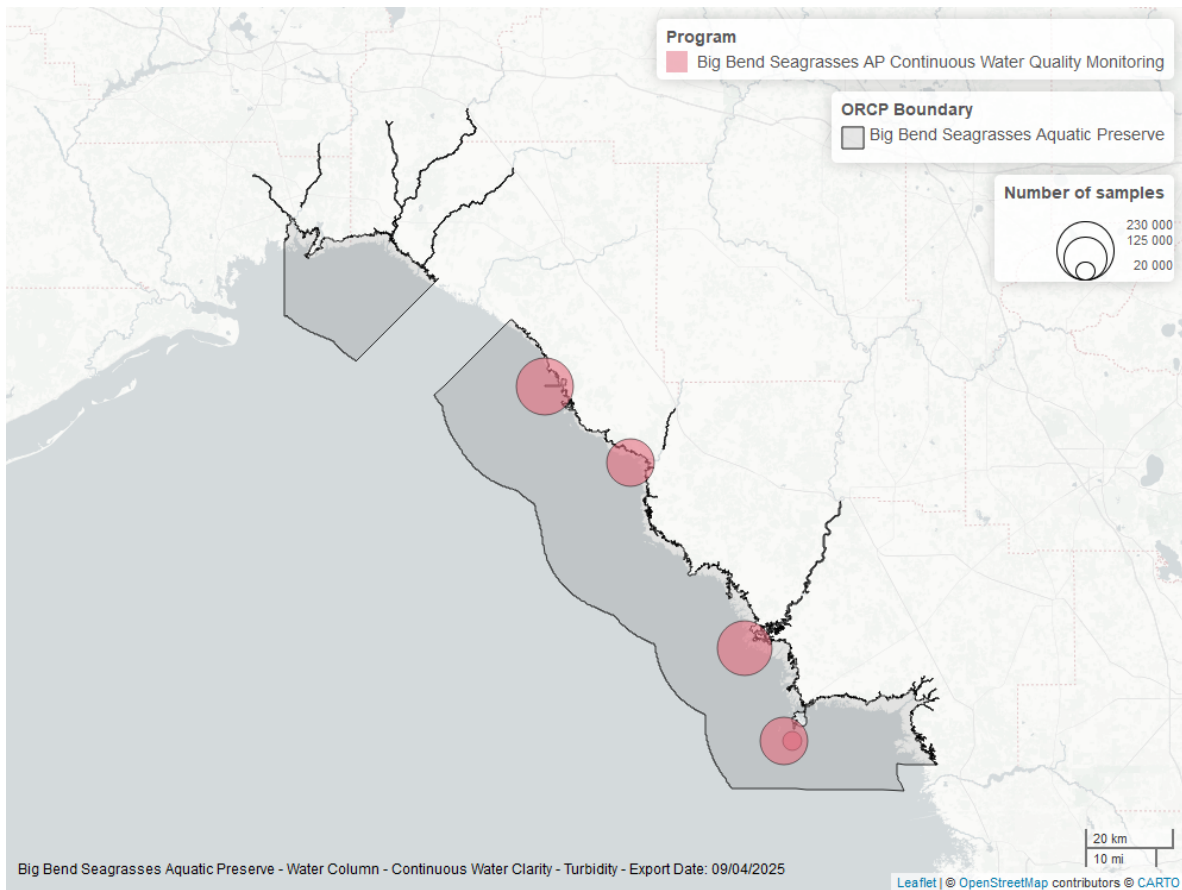 Program
Big Bend Seagrasses AP Continuous Water Quality Monitoring
ORCP Boundary
Big Bend Seagrasses Aquatic Preserve
Number of samples
230 000
125 000
20 000
20 km
10 mi
Big Bend Seagrasses Aquatic Preserve - Water Column - Continuous Water Clarity - Turbidity - Export Date: 09/04/2025
Leaflet | © OpenStreetMap contributors © CARTO